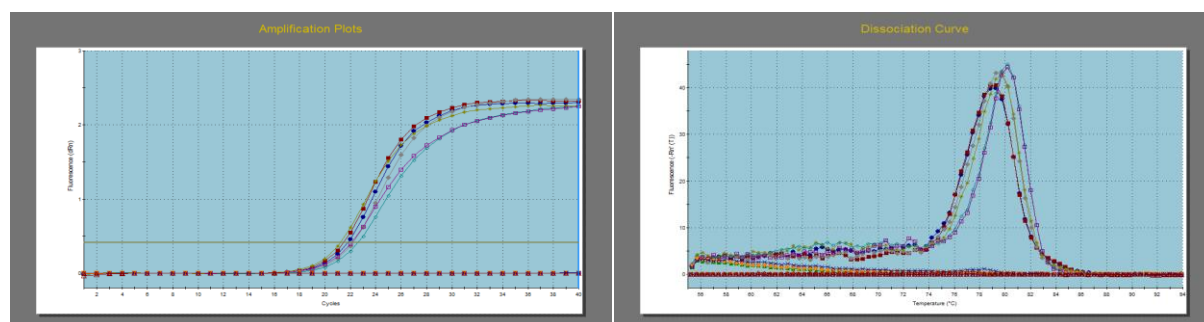 Amplification Plots
3
2
1
0
Fluorescence (dRn)
2 4 6 8 10 12 14 16 18 20 22 24 26 28 30 32 34 36 38 40
Cycles
Dissociation Curve
40
30
20
10
0
Fluorescence (-Rn' (T))
56 58 60 62 64 66 68 70 72 74 76 78 80 82 84 86 88 90 92 94
Temperature (°C)